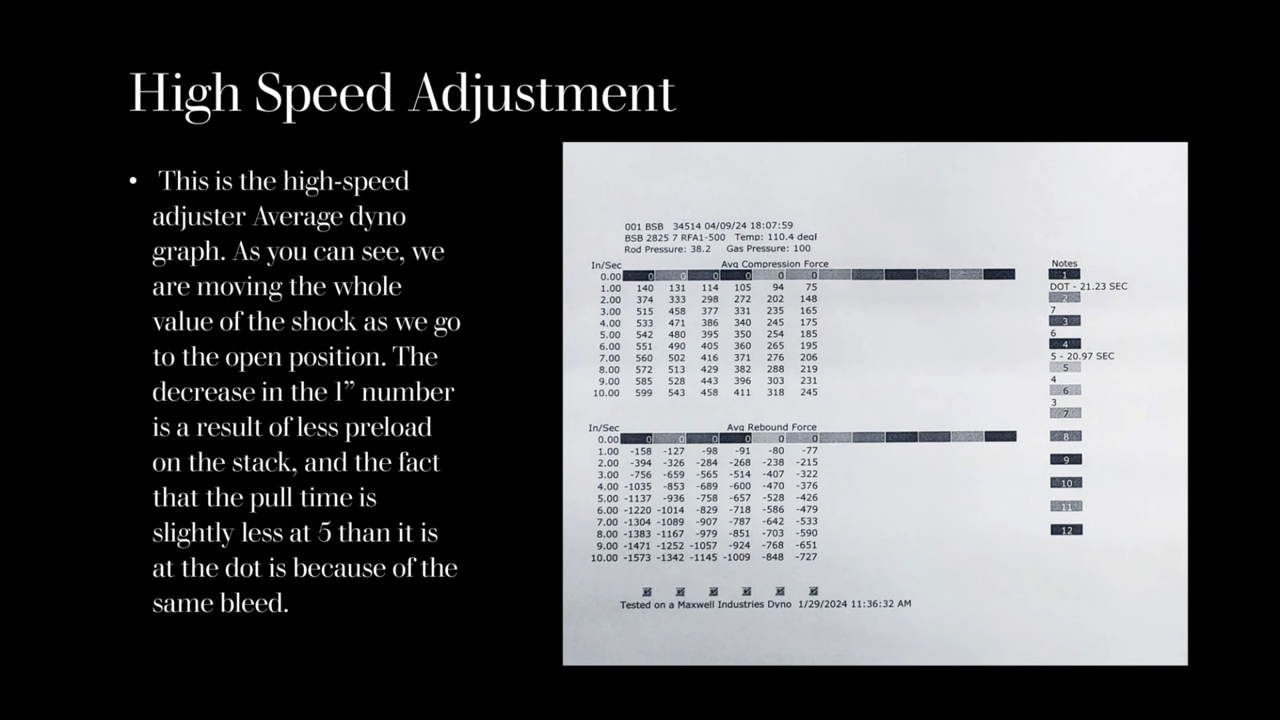 High Speed Adjustment
• This is the high-speed
adjuster Average dyno
graph. As you can see, we
are moving the whole
value of the shock as we go
to the open position. The
decrease in the 1” number
is a result of less preload
on the stack, and the fact
that the pull time is
slightly less at 5 than it is
at the dot is because of the
same bleed.
001 BSB 34514 04/09/24 18:07:59
BSB 2825 7 RFA1-500 Temp: 110.4 degf
Rod Pressure: 38.2 Gas Pressure: 100
In/Sec Avg Compression Force
0.00 0 0 0 0 0 0
1.00 140 131 114 105 94 75
2.00 374 333 298 272 202 148
3.00 515 458 377 331 235 165
4.00 533 471 386 340 245 175
5.00 542 480 395 350 254 185
6.00 551 490 405 360 265 195
7.00 560 502 416 371 276 206
8.00 572 513 429 382 288 219
9.00 585 528 443 396 303 231
10.00 599 543 458 411 318 245
In/Sec Avg Rebound Force
0.00 0 0 0 0 0 0
1.00 -158 -127 -98 -91 -80 -77
2.00 -394 -326 -284 -268 -238 -215
3.00 -756 -659 -565 -514 -407 -322
4.00 -1035 -853 -689 -600 -470 -376
5.00 -1137 -936 -758 -657 -528 -426
6.00 -1220 -1014 -829 -718 -586 -479
7.00 -1304 -1089 -907 -787 -642 -533
8.00 -1383 -1167 -979 -851 -703 -590
9.00 -1471 -1252 -1057 -924 -768 -651
10.00 -1573 -1342 -1145 -1009 -848 -727
Tested on a Maxwell Industries Dyno 1/29/2024 11:36:32 AM
Notes
1
DOT - 21.23 SEC
2
7
3
6
4
5 - 20.97 SEC
5
4
6
3
7
8
9
10
11
12